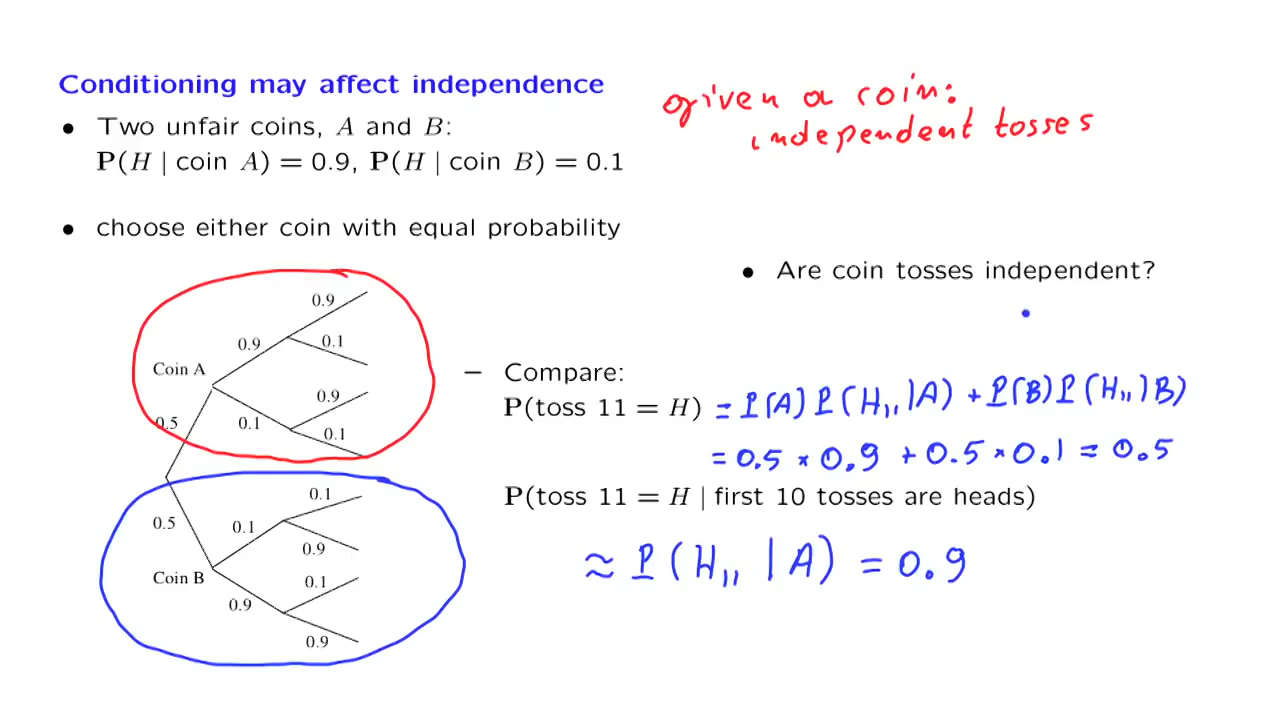 Conditioning may affect independence
given a coin:
independent tosses
• Two unfair coins, A and B:
P(H | coin A) = 0.9, P(H | coin B) = 0.1
• choose either coin with equal probability
• Are coin tosses independent?
0.9
0.9
0.1
Coin A
0.9
0.5
0.1
0.1
0.1
0.5
0.1
0.9
Coin B
0.1
0.9
0.9
– Compare:
P(toss 11 = H) = P(A) P(H₁₁ | A) + P(B) P(H₁₁ | B)
= 0.5 × 0.9 + 0.5 × 0.1 = 0.5
P(toss 11 = H | first 10 tosses are heads)
≈ P(H₁₁ | A) = 0.9